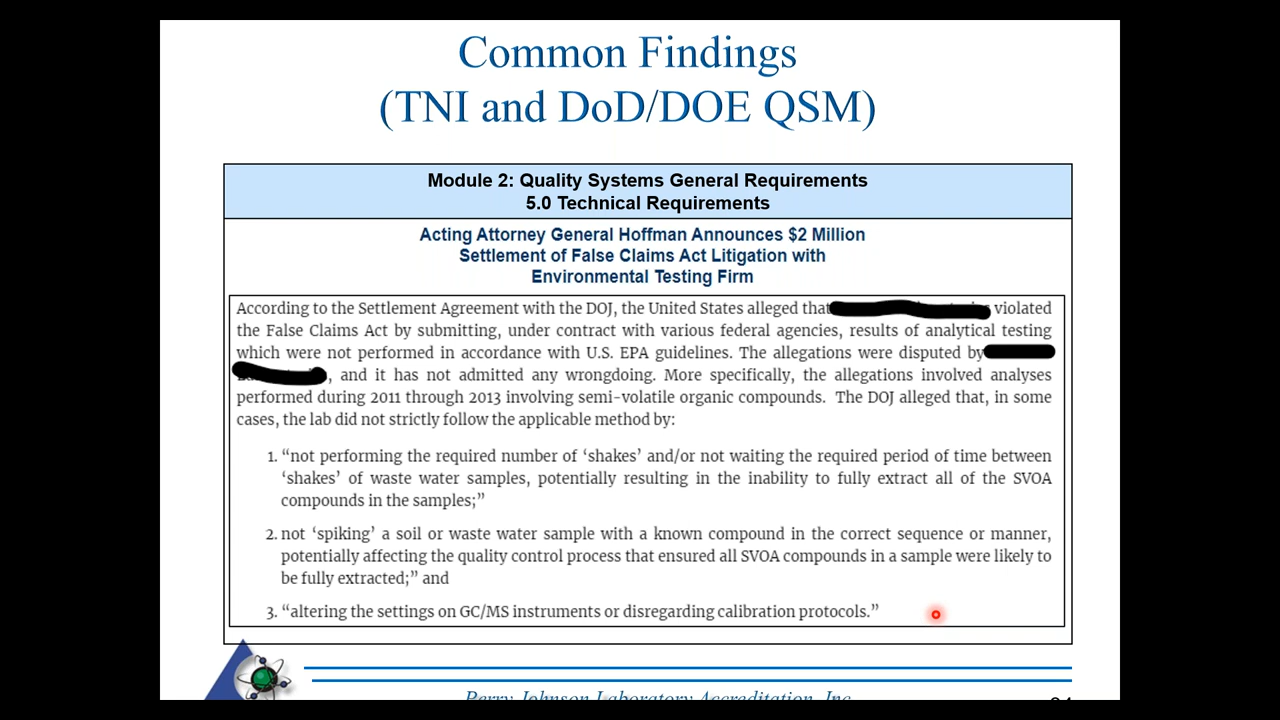 Common Findings
(TNI and DoD/DOE QSM)
Module 2: Quality Systems General Requirements
5.0 Technical Requirements
Acting Attorney General Hoffman Announces $2 Million
Settlement of False Claims Act Litigation with
Environmental Testing Firm
According to the Settlement Agreement with the DOJ, the United States alleged that violated
the False Claims Act by submitting, under contract with various federal agencies, results of analytical testing
which were not performed in accordance with U.S. EPA guidelines. The allegations were disputed by
, and it has not admitted any wrongdoing. More specifically, the allegations involved analyses
performed during 2011 through 2013 involving semi-volatile organic compounds. The DOJ alleged that, in some
cases, the lab did not strictly follow the applicable method by:
1. “not performing the required number of ‘shakes’ and/or not waiting the required period of time between
‘shakes’ of waste water samples, potentially resulting in the inability to fully extract all of the SVOA
compounds in the samples;”
2. not ‘spiking’ a soil or waste water sample with a known compound in the correct sequence or manner,
potentially affecting the quality control process that ensured all SVOA compounds in a sample were likely to
be fully extracted;” and
3. “altering the settings on GC/MS instruments or disregarding calibration protocols.”
Perry Johnson Laboratory Accreditation, Inc